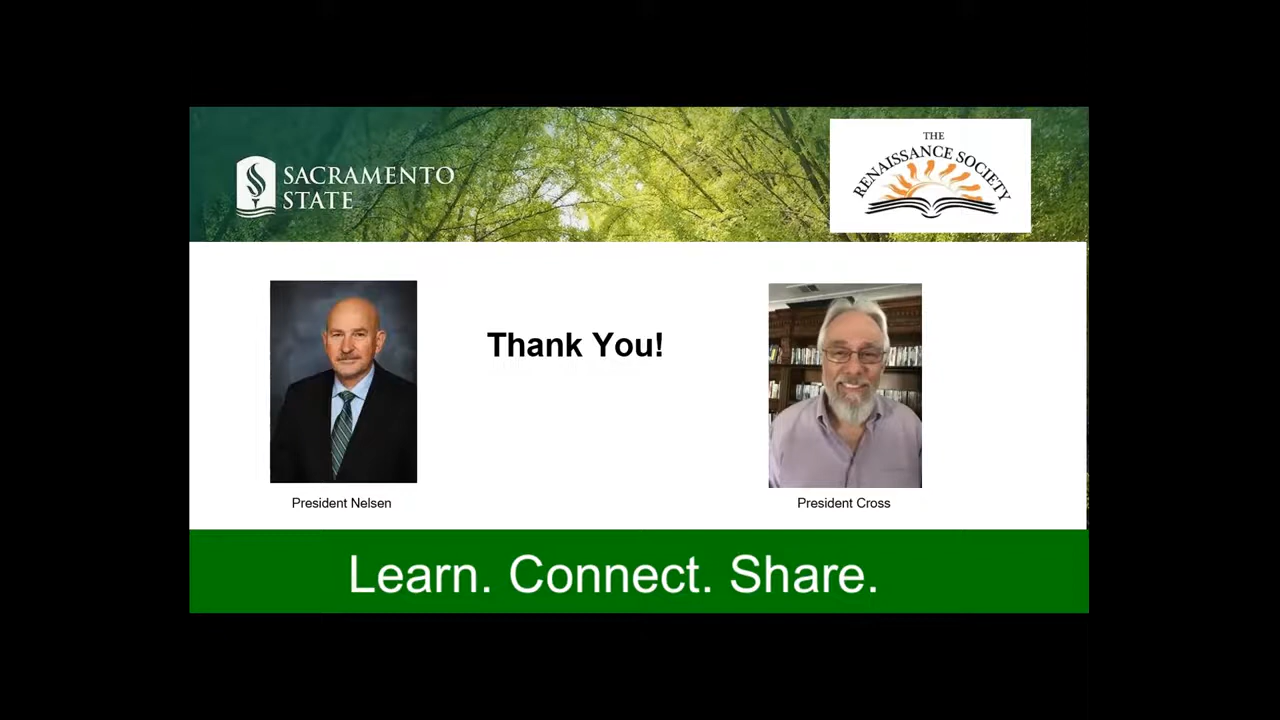 SACRAMENTO
STATE
THE
RENAISSANCE SOCIETY
Thank You!
President Nelsen
President Cross
Learn. Connect. Share.